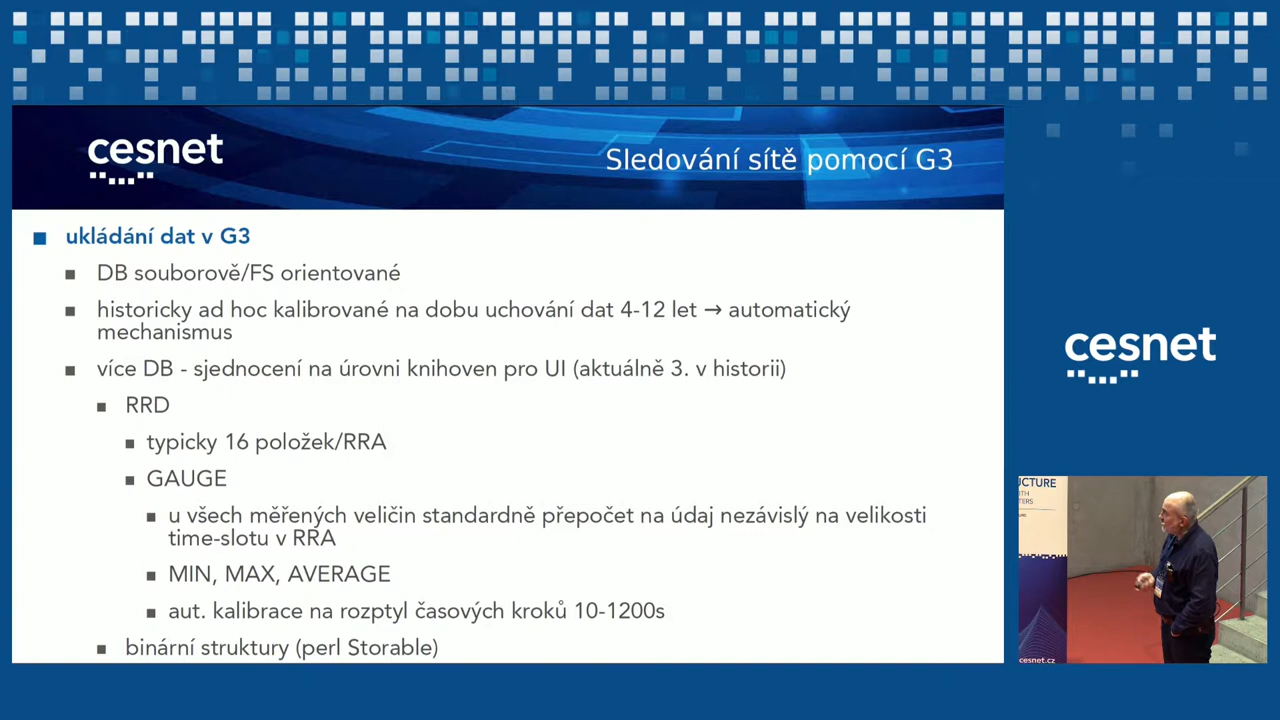 cesnet
Sledování sítě pomocí G3
ukládání dat v G3
DB souborově/FS orientované
historicky ad hoc kalibrované na dobu uchování dat 4-12 let → automatický
mechanismus
více DB - sjednocení na úrovni knihoven pro UI (aktuálně 3. v historii)
RRD
typicky 16 položek/RRA
GAUGE
u všech měřených veličin standardně přepočet na údaj nezávislý na velikosti
time-slotu v RRA
MIN, MAX, AVERAGE
aut. kalibrace na rozptyl časových kroků 10-1200s
binární struktury (perl Storable)
cesnet
UCTURE
cesnet.cz